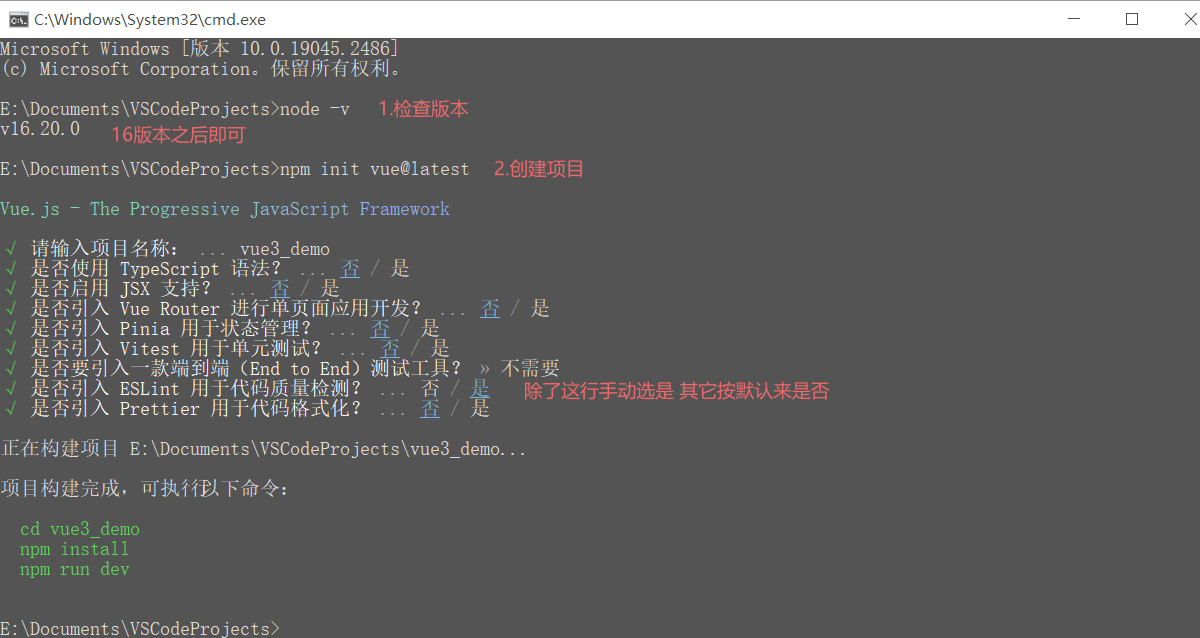 C:\Windows\System32\cmd.exe
Microsoft Windows [版本 10.0.19045.2486]
(c) Microsoft Corporation。保留所有权利。
E:\Documents\VSCodeProjects>node -v 1.检查版本
v16.20.0 16版本之后即可
E:\Documents\VSCodeProjects>npm init vue@latest 2.创建项目
Vue.js - The Progressive JavaScript Framework
√ 请输入项目名称： ... vue3_demo
√ 是否使用 TypeScript 语法？ ... 否 / 是
√ 是否启用 JSX 支持？ ... 否 / 是
√ 是否引入 Vue Router 进行单页面应用开发？ ... 否 / 是
√ 是否引入 Pinia 用于状态管理？ ... 否 / 是
√ 是否引入 Vitest 用于单元测试？ ... 否 / 是
√ 是否要引入一款端到端（End to End）测试工具？ » 不需要
√ 是否引入 ESLint 用于代码质量检测？ ... 否 / 是 除了这行手动选是 其它按默认来是否
√ 是否引入 Prettier 用于代码格式化？ ... 否 / 是
正在构建项目 E:\Documents\VSCodeProjects\vue3_demo...
项目构建完成，可执行以下命令：
cd vue3_demo
npm install
npm run dev
E:\Documents\VSCodeProjects>